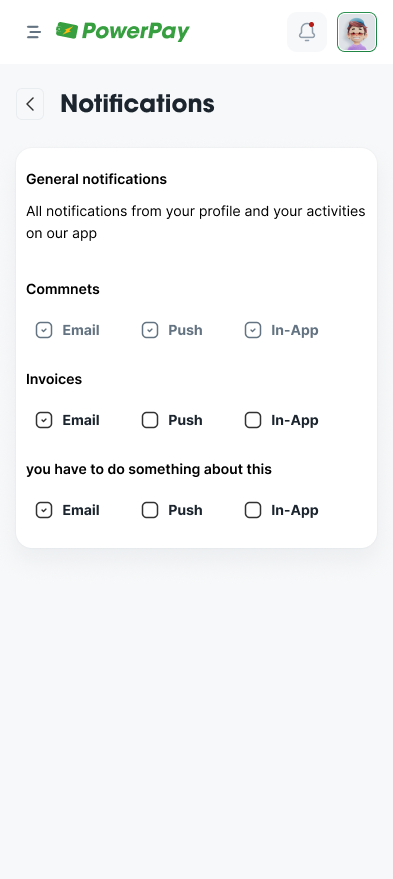 PowerPay
Notifications
General notifications
All notifications from your profile and your activities
on our app
Commnets
Email Push In-App
Invoices
Email Push In-App
you have to do something about this
Email Push In-App